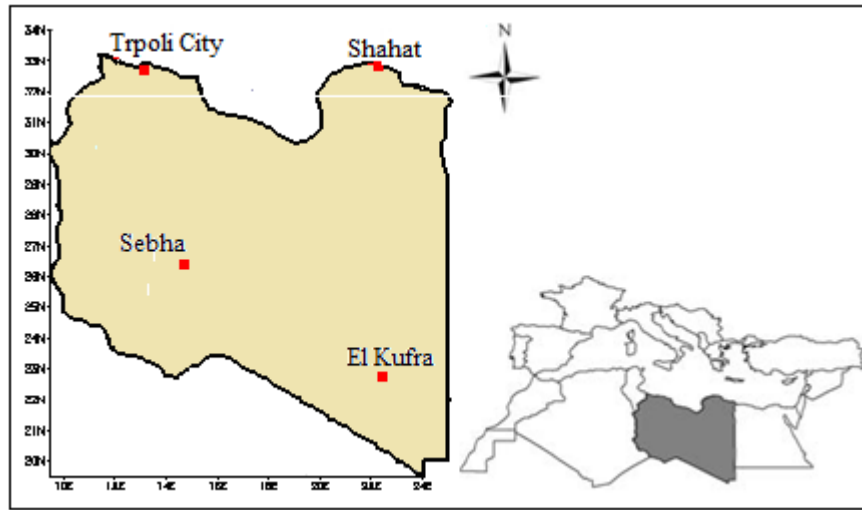 Trpoli City
Shahat
N
34N
33N
32N
31N
30N
29N
28N
27N
26N
25N
24N
23N
22N
21N
20N
Sebha
El Kufra
10E 12E 14E 16E 18E 20E 22E 24E